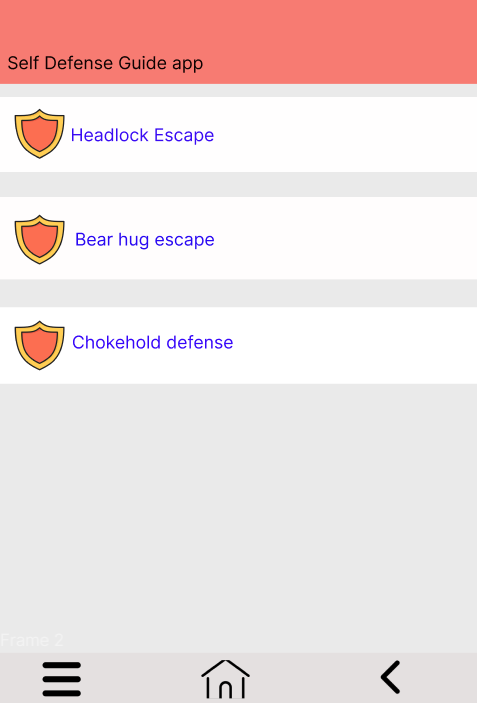 Self Defense Guide app
Headlock Escape
Bear hug escape
Chokehold defense
Frame 2